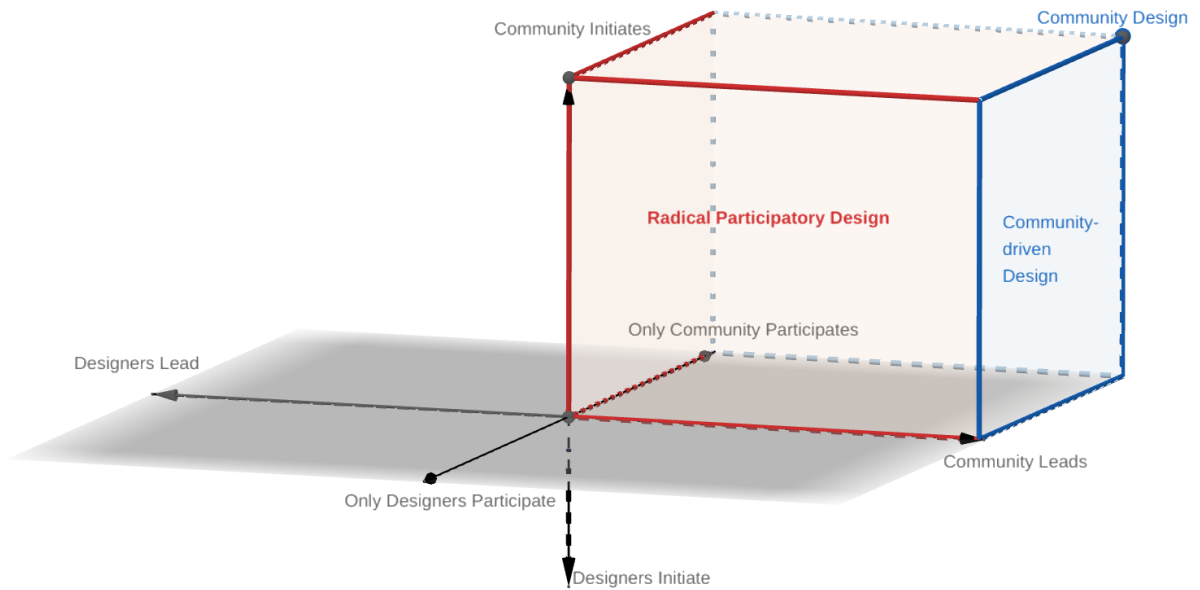 Community Design
Community Initiates
Radical Participatory Design
Community-
driven
Design
Only Community Participates
Designers Lead
Community Leads
Only Designers Participate
Designers Initiate